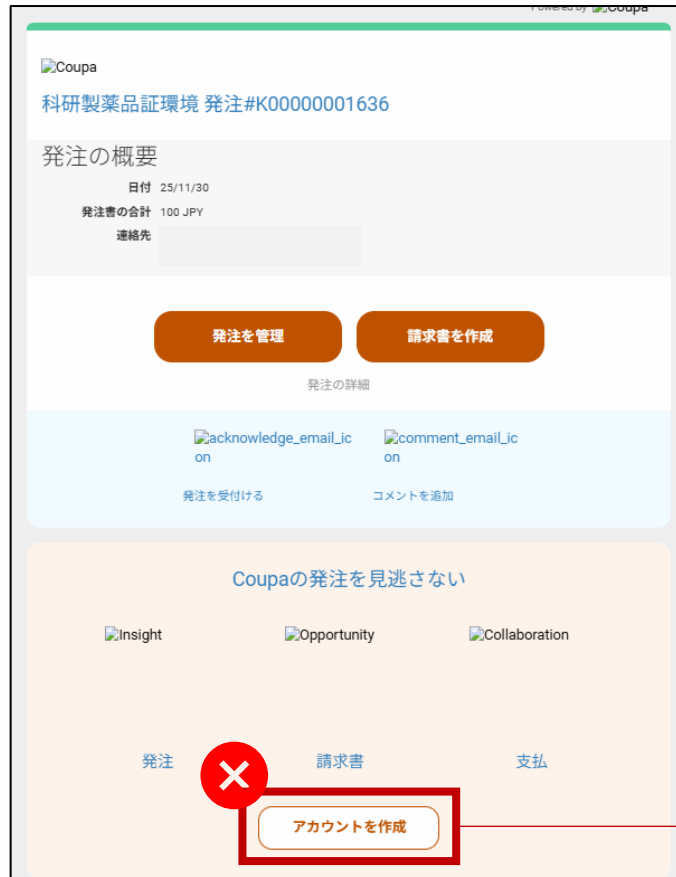 Powered by Coupa
Coupa
科研製薬品証環境 発注#K00000001636
発注の概要
日付 25/11/30
発注書の合計 100 JPY
連絡先
発注を管理 請求書を作成
発注の詳細
acknowledge_email_ic comment_email_ic
on on
発注を受付ける コメントを追加
Coupaの発注を見逃さない
Insight Opportunity Collaboration
発注 請求書 支払
アカウントを作成